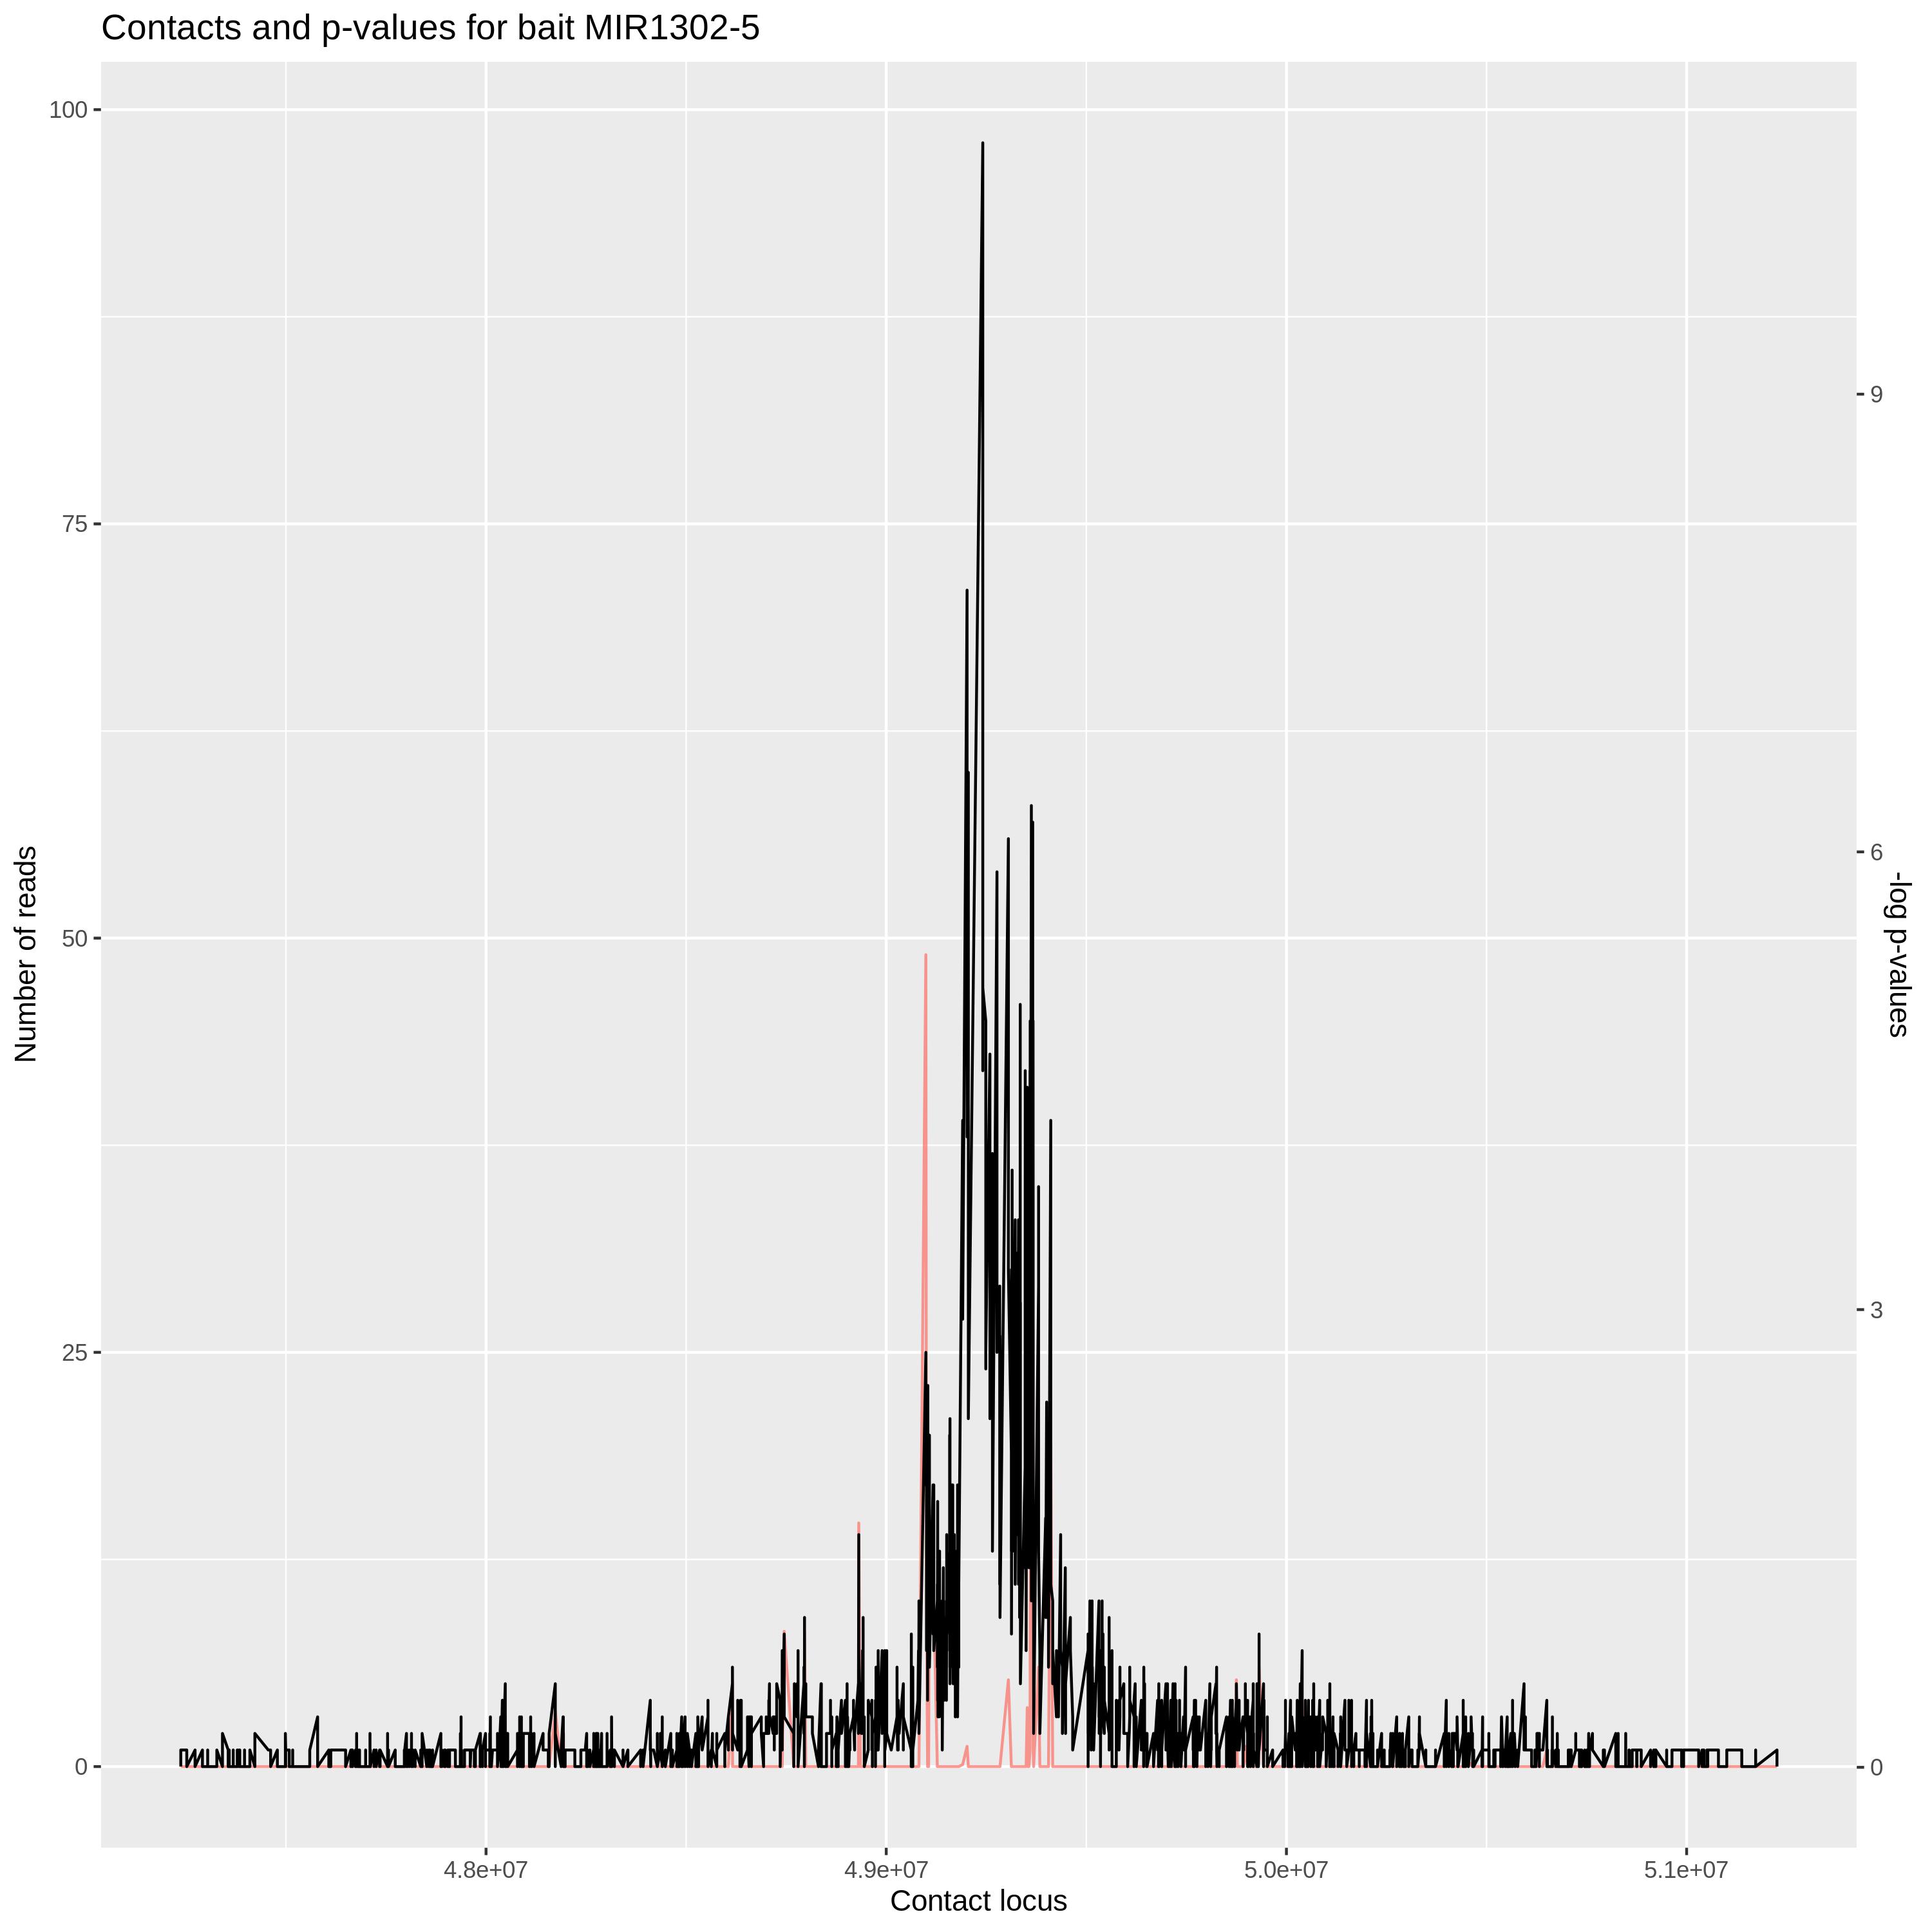 Contacts and p-values for bait MIR1302-5
100
75
50
25
0
Number of reads
9
6
3
0
-log p-values
4.8e+07
4.9e+07
5.0e+07
5.1e+07
Contact locus